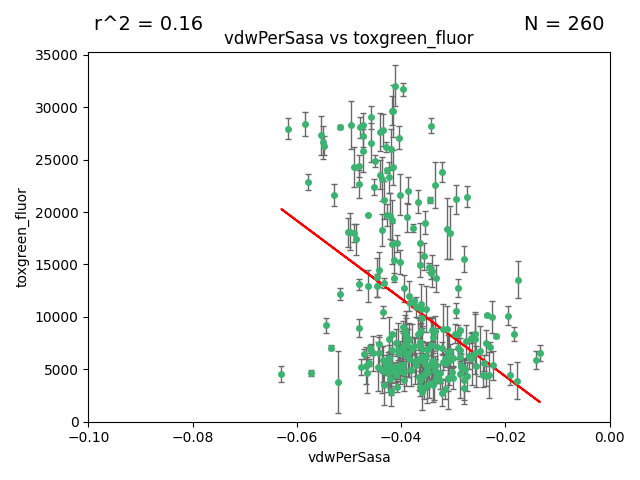 r^2 = 0.16
N = 260
vdwPerSasa vs toxgreen_fluor
35000
30000
25000
20000
15000
10000
5000
0
toxgreen_fluor
−0.10
−0.08
−0.06
−0.04
−0.02
0.00
vdwPerSasa